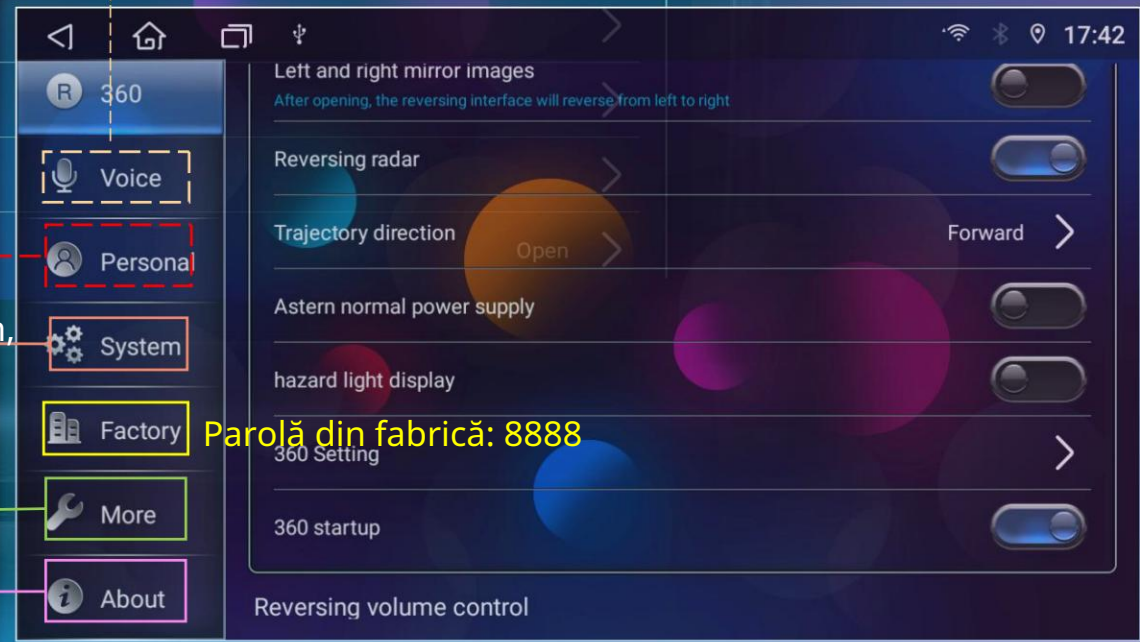 17:42
360
Left and right mirror images
After opening, the reversing interface will reverse from left to right
Voice
Reversing radar
Personal
Trajectory direction
Forward
Open
Astern normal power supply
System
hazard light display
Factory
Parolă din fabrică: 8888
360 Setting
More
360 startup
About
Reversing volume control